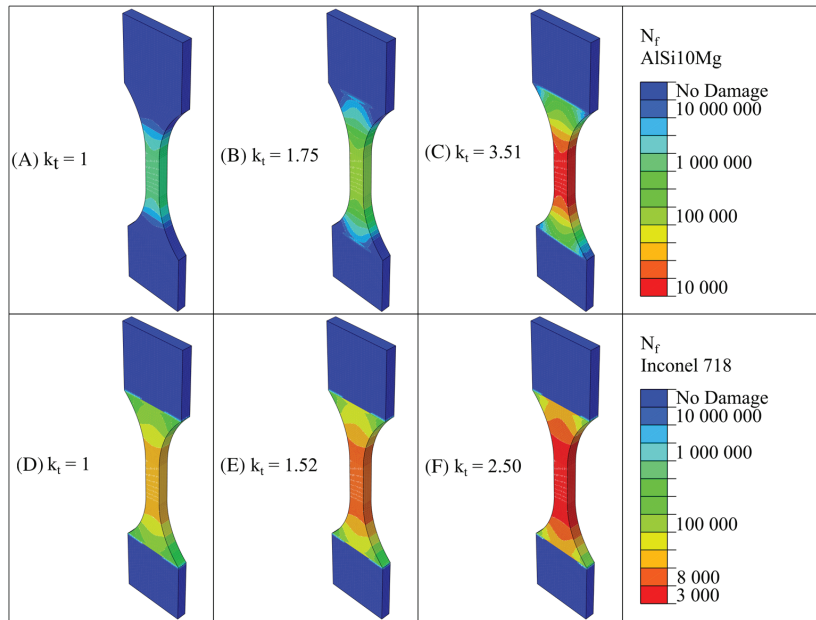 (A) kt = 1
(B) kt = 1.75
(C) kt = 3.51
Nf
AlSi10Mg
No Damage
10 000 000
1 000 000
100 000
10 000
(D) kt = 1
(E) kt = 1.52
(F) kt = 2.50
Nf
Inconel 718
No Damage
10 000 000
1 000 000
100 000
8 000
3 000